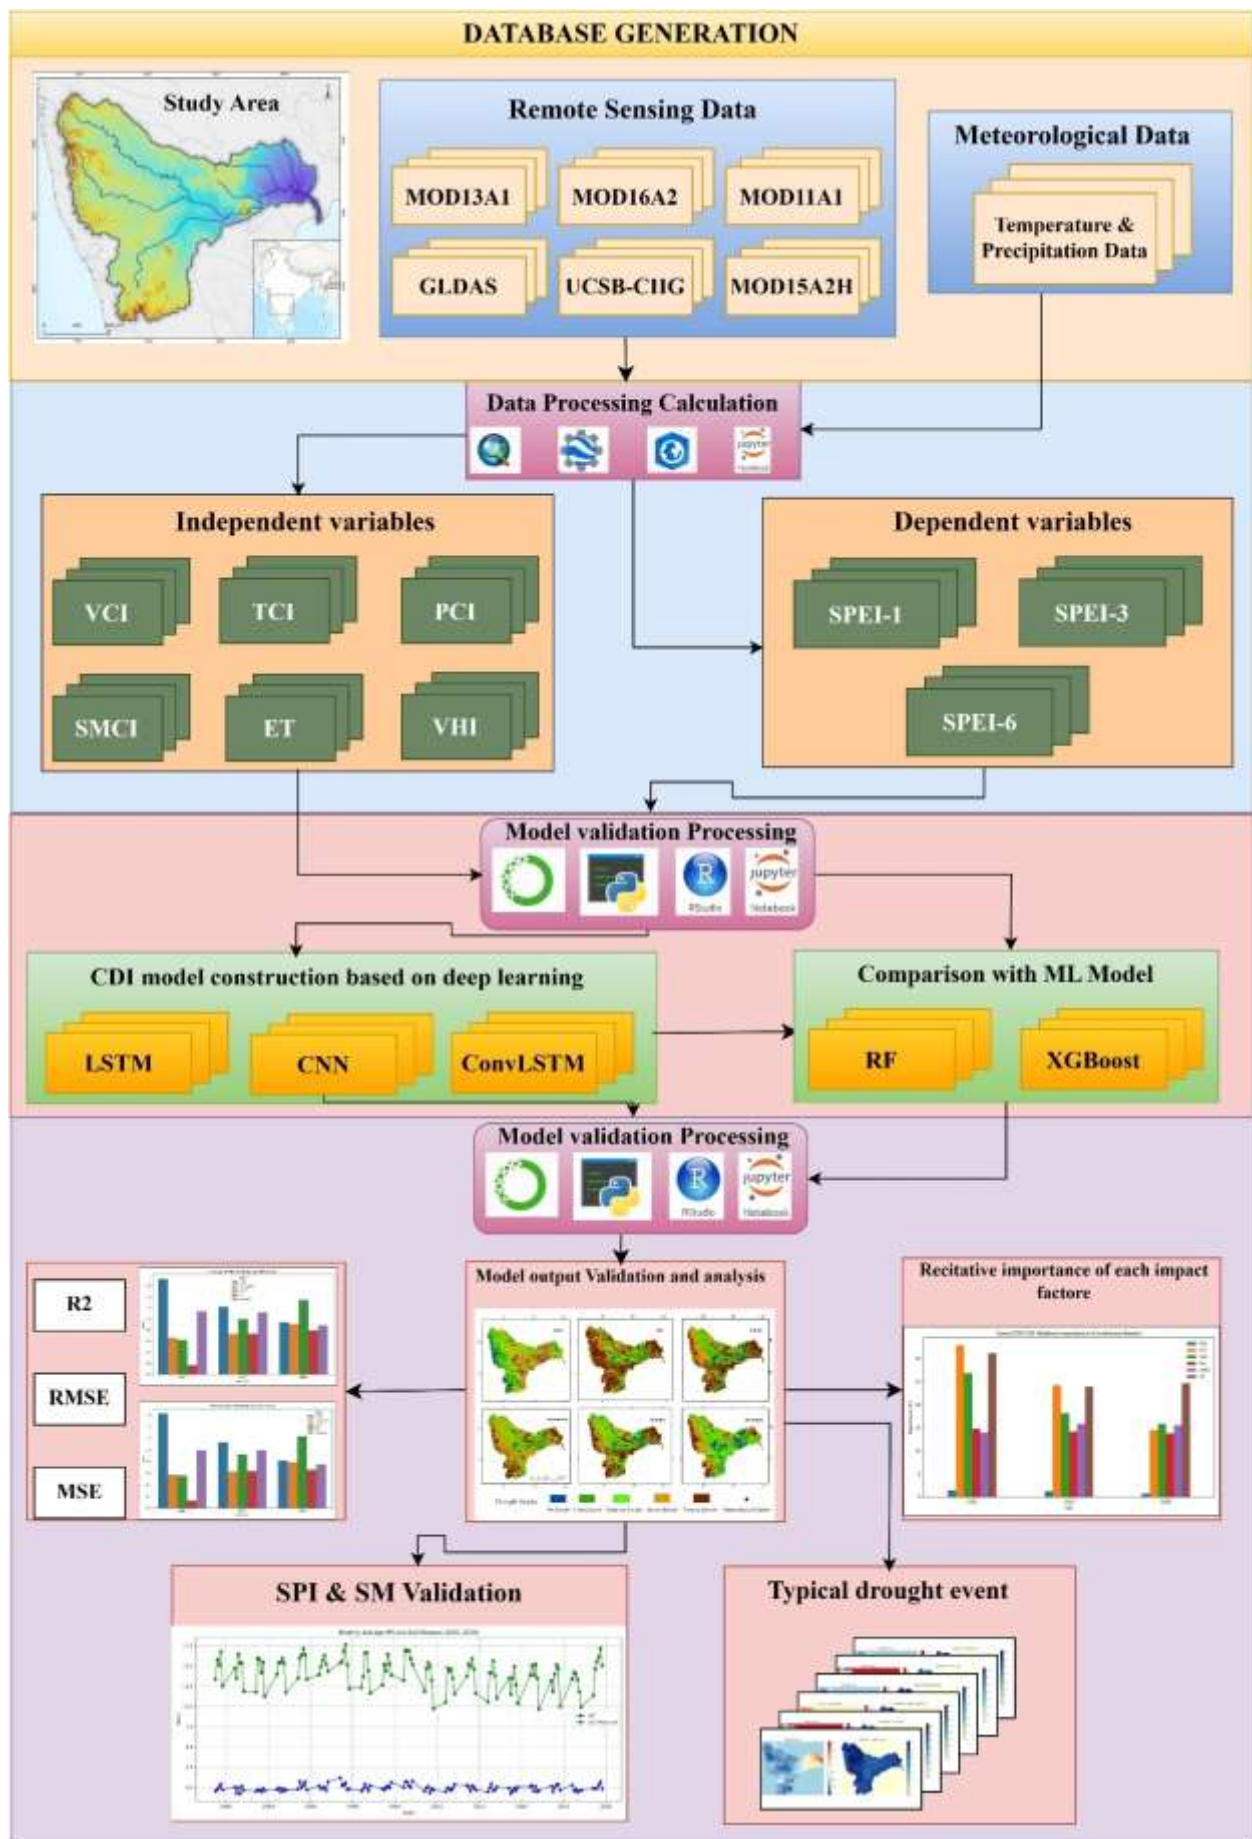 DATABASE GENERATION
Study Area
Remote Sensing Data
MOD13A1
MOD16A2
MOD11A1
GLDAS
UCSB-CHG
MOD15A2H
Meteorological Data
Temperature &
Precipitation Data
Data Processing Calculation
jupyter
Independent variables
VCI
TCI
PCI
SMCI
ET
VHI
Dependent variables
SPEI-1
SPEI-3
SPEI-6
Model validation Processing
R
RStudio
jupyter
Notebook
CDI model construction based on deep learning
LSTM
CNN
ConvLSTM
Comparison with ML Model
RF
XGBoost
Model validation Processing
R
RStudio
jupyter
Notebook
R2
RMSE
MSE
Model output Validation and analysis
Recitative importance of each impact
factore
SPI & SM Validation
Typical drought event